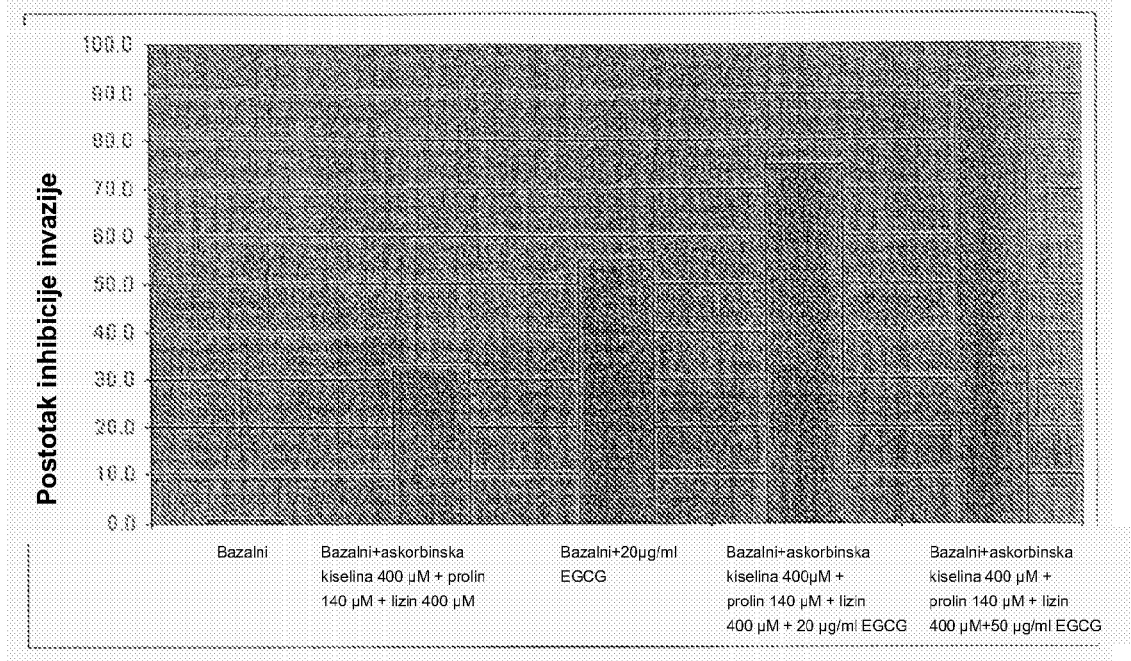 Postotak inhibicije invazije
100.0
90.0
80.0
70.0
60.0
50.0
40.0
30.0
20.0
10.0
0.0
Bazalni
Bazalni+askorbinska
kiselina 400 µM + prolin
140 µM + lizin 400 µM
Bazalni+20µg/ml
EGCG
Bazalni+askorbinska
kiselina 400µM +
prolin 140 µM + lizin
400 µM + 20 µg/ml EGCG
Bazalni+askorbinska
kiselina 400 µM +
prolin 140 µM + lizin
400 µM+50 µg/ml EGCG